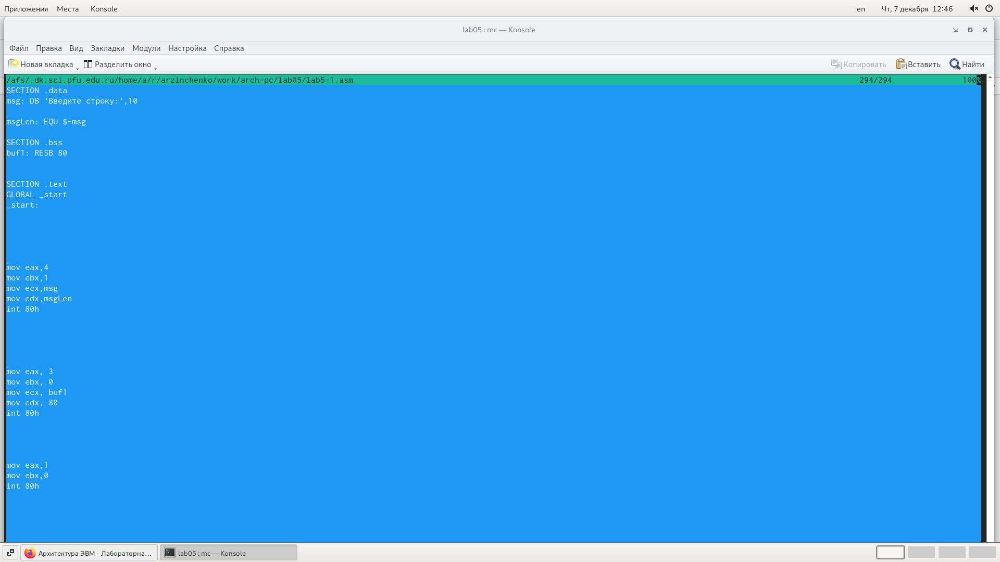 Приложения Места Konsole en Чт, 7 декабря 12:46
lab05 : mc — Konsole
Файл Правка Вид Закладки Модули Настройка Справка
Новая вкладка Разделить окно Копировать Вставить Найти
/afs/.dk.sci.pfu.edu.ru/home/a/r/arzinchenko/work/arch-pc/lab05/lab5-1.asm 294/294 100%
SECTION .data
msg: DB 'Введите строку:',10
msgLen: EQU $-msg
SECTION .bss
buf1: RESB 80
SECTION .text
GLOBAL _start
_start:
mov eax,4
mov ebx,1
mov ecx,msg
mov edx,msgLen
int 80h
mov eax, 3
mov ebx, 0
mov ecx, buf1
mov edx, 80
int 80h
mov eax,1
mov ebx,0
int 80h
Архитектура ЭВМ - Лабораторна... lab05 : mc — Konsole